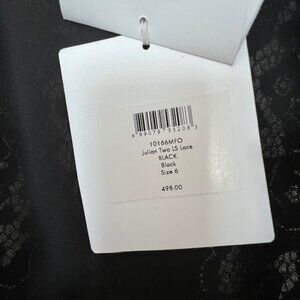 10166MFO
Julian Two LS Lace
BLACK
Black
Size 6
498.00